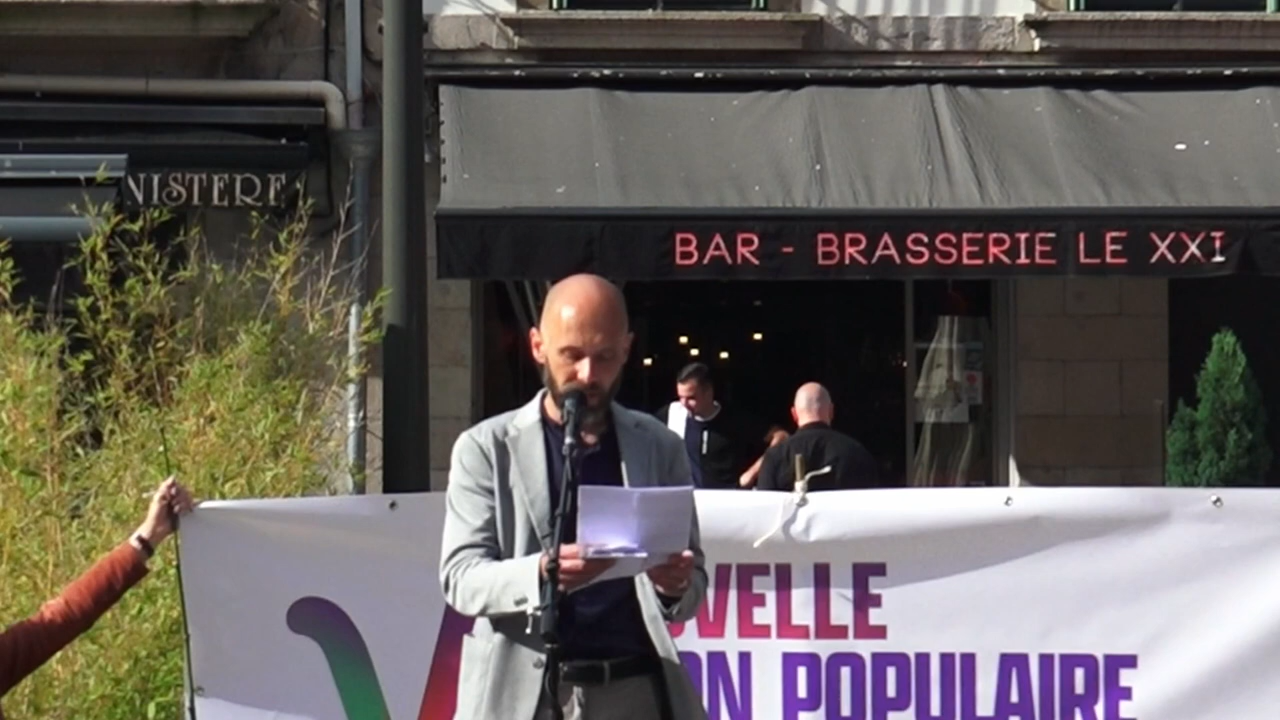 NISTERE
BAR - BRASSERIE LE XXI
VELLE
ON POPULAIRE